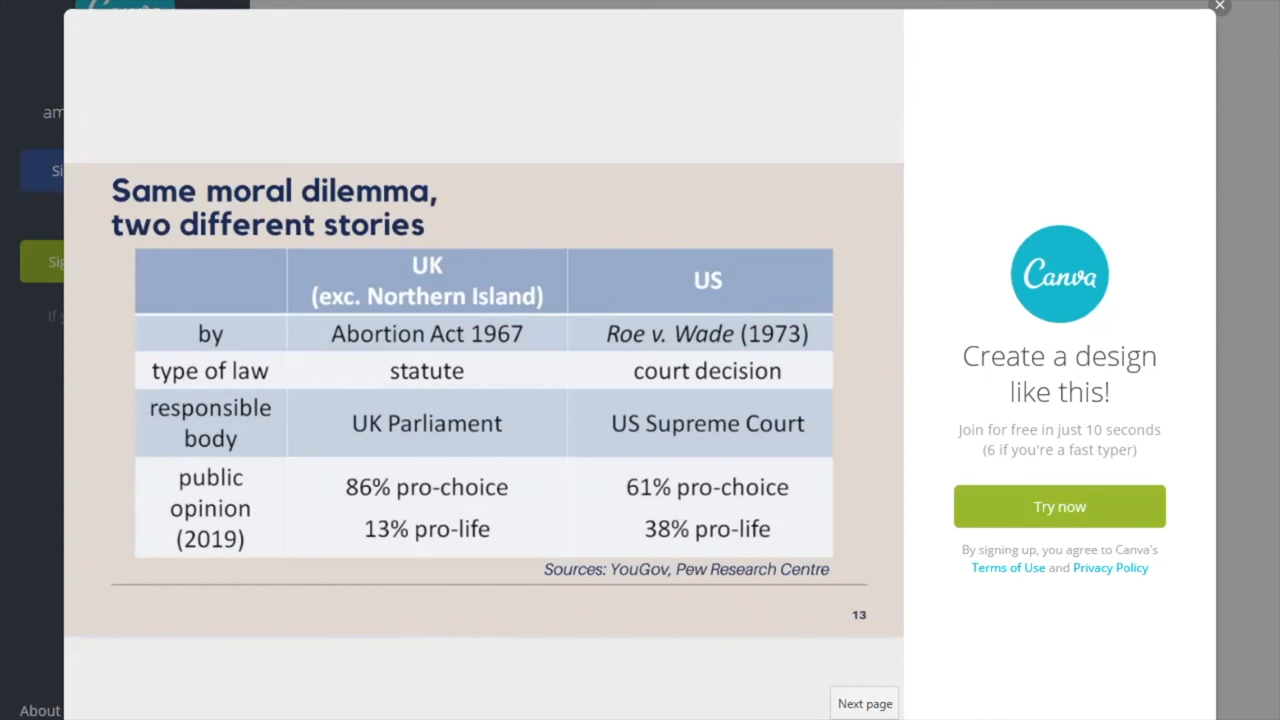 am
Si
Sig
If y
About
Same moral dilemma,
two different stories
UK
(exc. Northern Island)
US
by
Abortion Act 1967
Roe v. Wade (1973)
type of law
statute
court decision
responsible
body
UK Parliament
US Supreme Court
public
opinion
(2019)
86% pro-choice
13% pro-life
61% pro-choice
38% pro-life
Sources: YouGov, Pew Research Centre
13
Next page
Canva
Create a design
like this!
Join for free in just 10 seconds
(6 if you're a fast typer)
Try now
By signing up, you agree to Canva's
Terms of Use and Privacy Policy